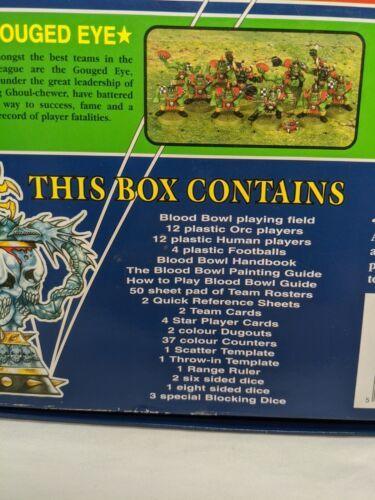 OUGED EYE★
ongst the best teams in the
eague are the Gouged Eye,
under the great leadership of
g Ghoul-chewer, have battered
way to success, fame and a
record of player fatalities.
THIS BOX CONTAINS
Blood Bowl playing field
12 plastic Orc players
12 plastic Human players
4 plastic Footballs
Blood Bowl Handbook
The Blood Bowl Painting Guide
How to Play Blood Bowl Guide
50 sheet pad of Team Rosters
2 Quick Reference Sheets
2 Team Cards
4 Star Player Cards
2 colour Dugouts
37 colour Counters
1 Scatter Template
1 Throw-in Template
1 Range Ruler
2 six sided dice
1 eight sided dice
3 special Blocking Dice